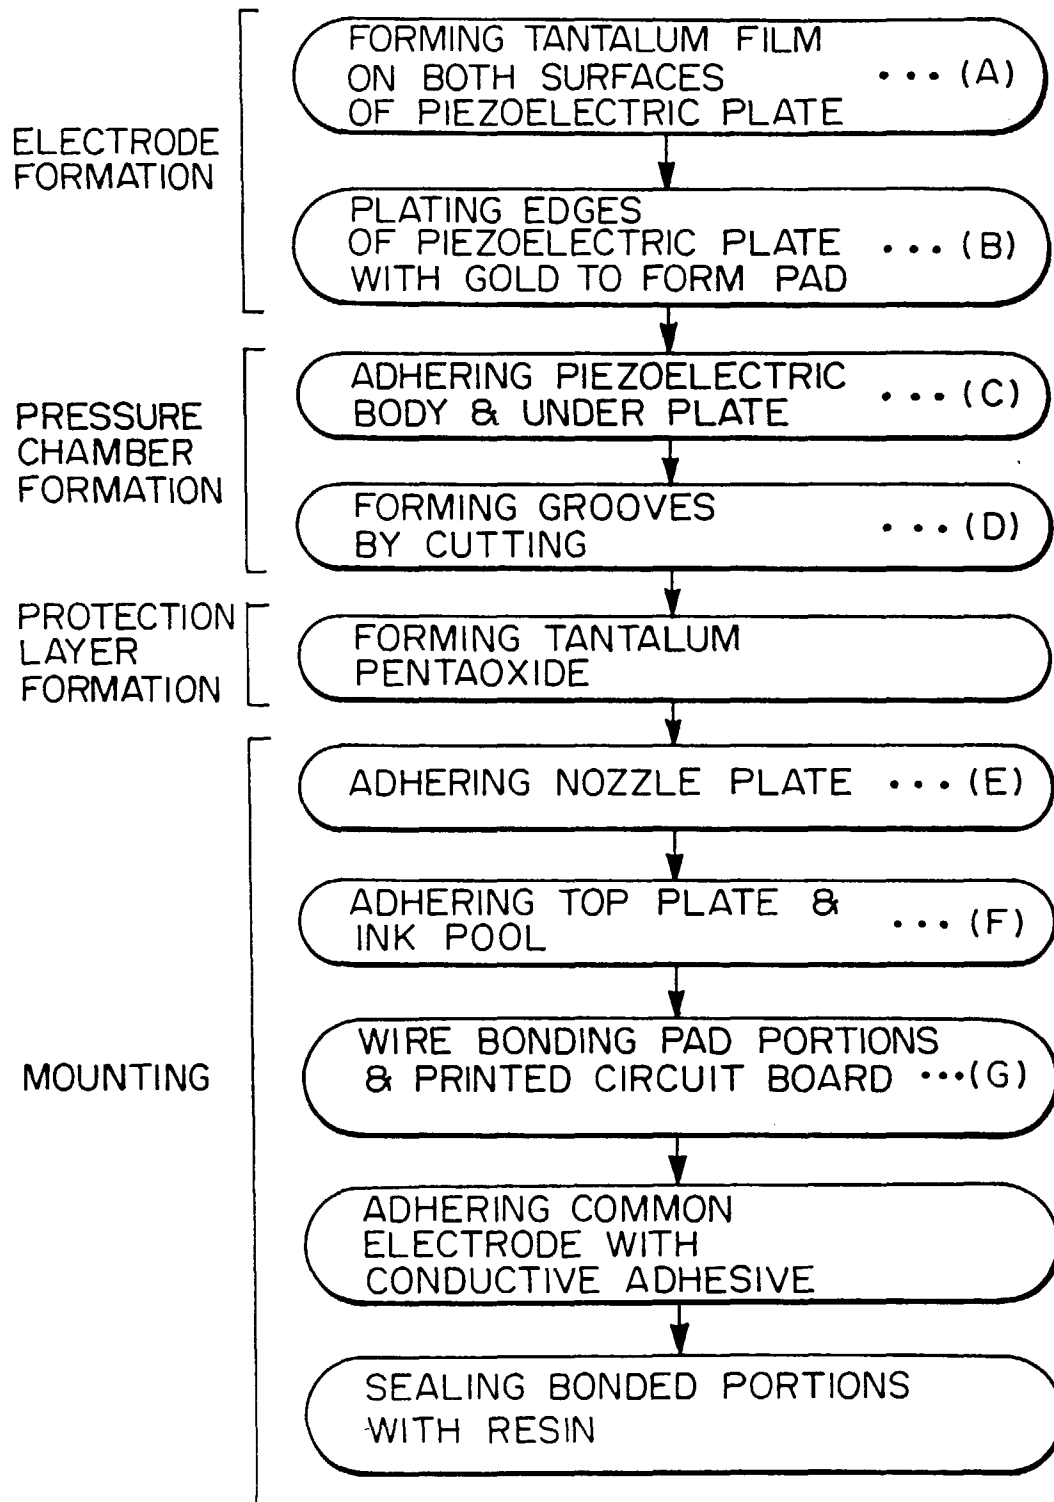 ELECTRODE
FORMATION
FORMING TANTALUM FILM
ON BOTH SURFACES ••• (A)
OF PIEZOELECTRIC PLATE
PLATING EDGES
OF PIEZOELECTRIC PLATE ••• (B)
WITH GOLD TO FORM PAD
PRESSURE
CHAMBER
FORMATION
ADHERING PIEZOELECTRIC
BODY & UNDER PLATE ••• (C)
FORMING GROOVES
BY CUTTING ••• (D)
PROTECTION
LAYER
FORMATION
FORMING TANTALUM
PENTAOXIDE
MOUNTING
ADHERING NOZZLE PLATE ••• (E)
ADHERING TOP PLATE &
INK POOL ••• (F)
WIRE BONDING PAD PORTIONS
& PRINTED CIRCUIT BOARD •••(G)
ADHERING COMMON
ELECTRODE WITH
CONDUCTIVE ADHESIVE
SEALING BONDED PORTIONS
WITH RESIN